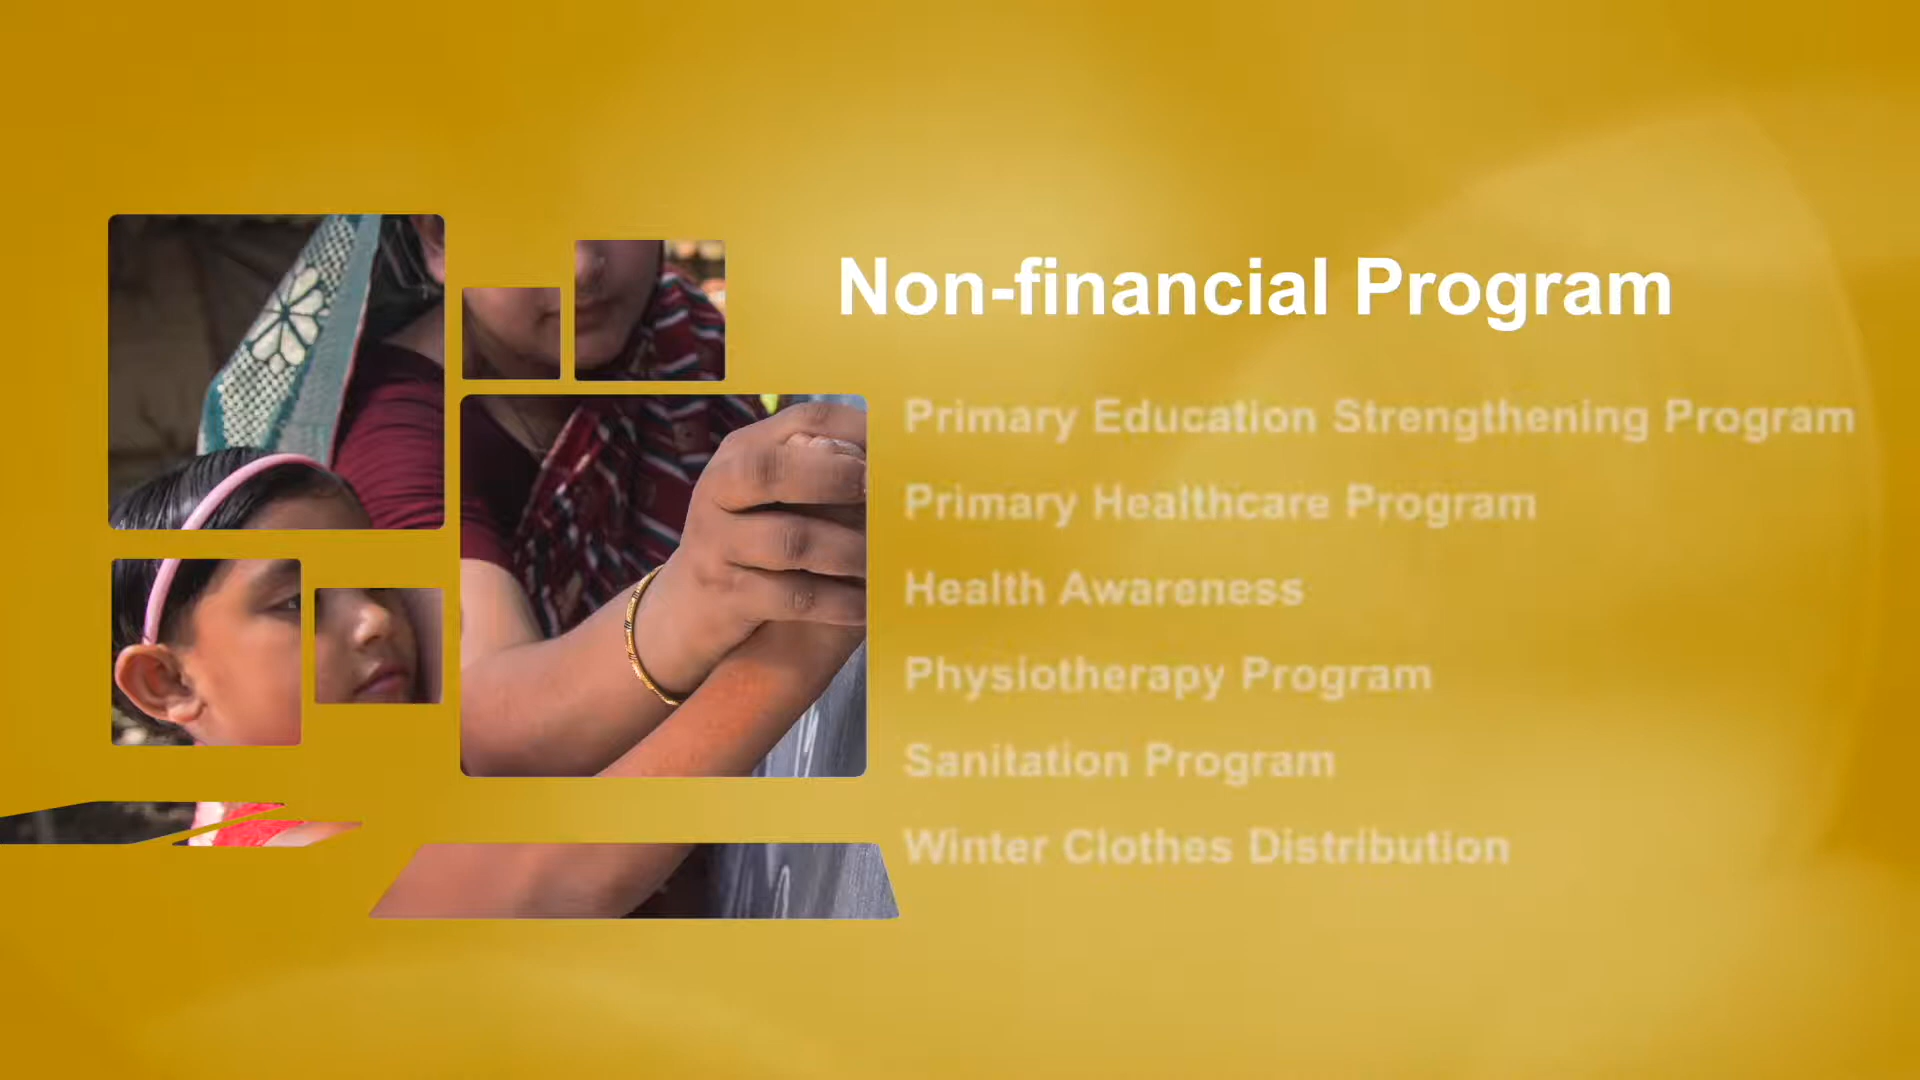 Non-financial Program
Primary Education Strengthening Program
Primary Healthcare Program
Health Awareness
Physiotherapy Program
Sanitation Program
Winter Clothes Distribution